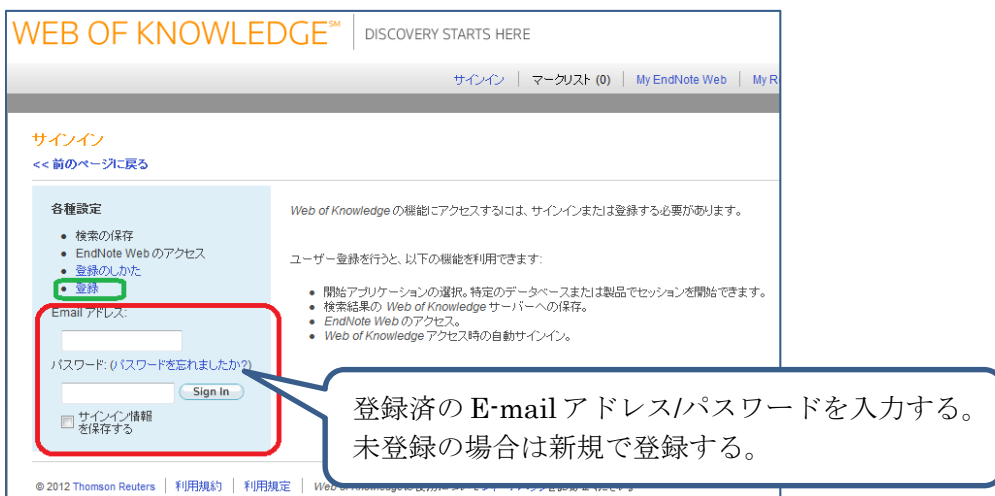 WEB OF KNOWLEDGE℠ DISCOVERY STARTS HERE
サインイン | マークリスト (0) | My EndNote Web | My R
サインイン
<< 前のページに戻る
各種設定
• 検索の保存
• EndNote Web のアクセス
• 登録のしかた
• 登録
Email アドレス:
パスワード: (パスワードを忘れましたか?)
Sign In
サインイン情報
を保存する
Web of Knowledge の機能にアクセスするには、サインインまたは登録する必要があります。
ユーザー登録を行うと、以下の機能を利用できます:
• 開始アプリケーションの選択。特定のデータベースまたは製品でセッションを開始できます。
• 検索結果の Web of Knowledge サーバーへの保存。
• EndNote Web のアクセス。
• Web of Knowledge アクセス時の自動サインイン。
登録済の E-mail アドレス/パスワードを入力する。
未登録の場合は新規で登録する。
© 2012 Thomson Reuters | 利用規約 | 利用規定